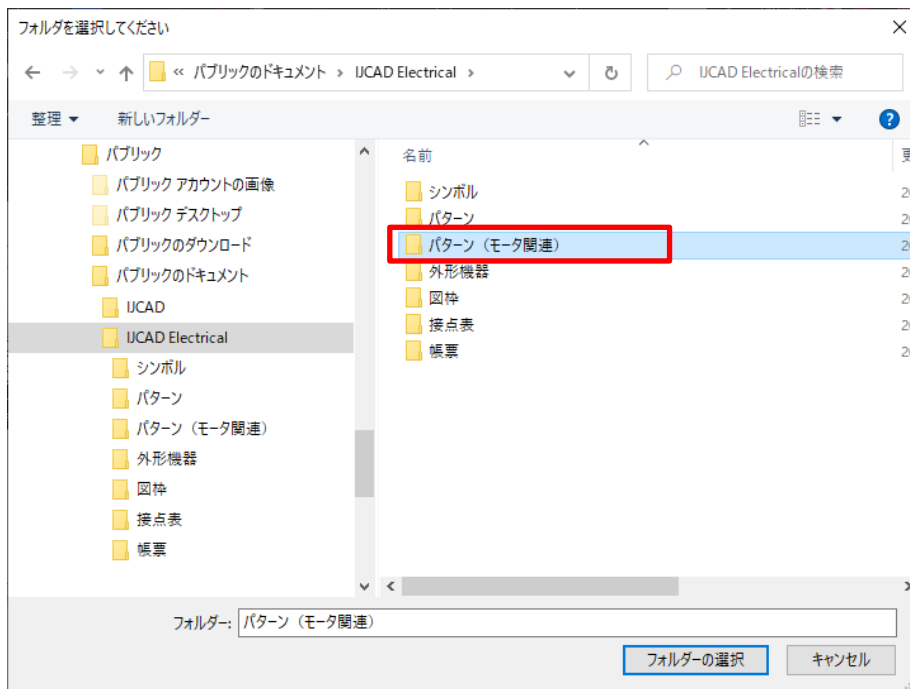 フォルダを選択してください
« パブリックのドキュメント › IJCAD Electrical ›
IJCAD Electricalの検索
整理
新しいフォルダー
パブリック
パブリック アカウントの画像
パブリック デスクトップ
パブリックのダウンロード
パブリックのドキュメント
IJCAD
IJCAD Electrical
シンボル
パターン
パターン（モータ関連）
外形機器
図枠
接点表
帳票
名前
シンボル
パターン
パターン（モータ関連）
外形機器
図枠
接点表
帳票
フォルダー: パターン（モータ関連）
フォルダーの選択
キャンセル